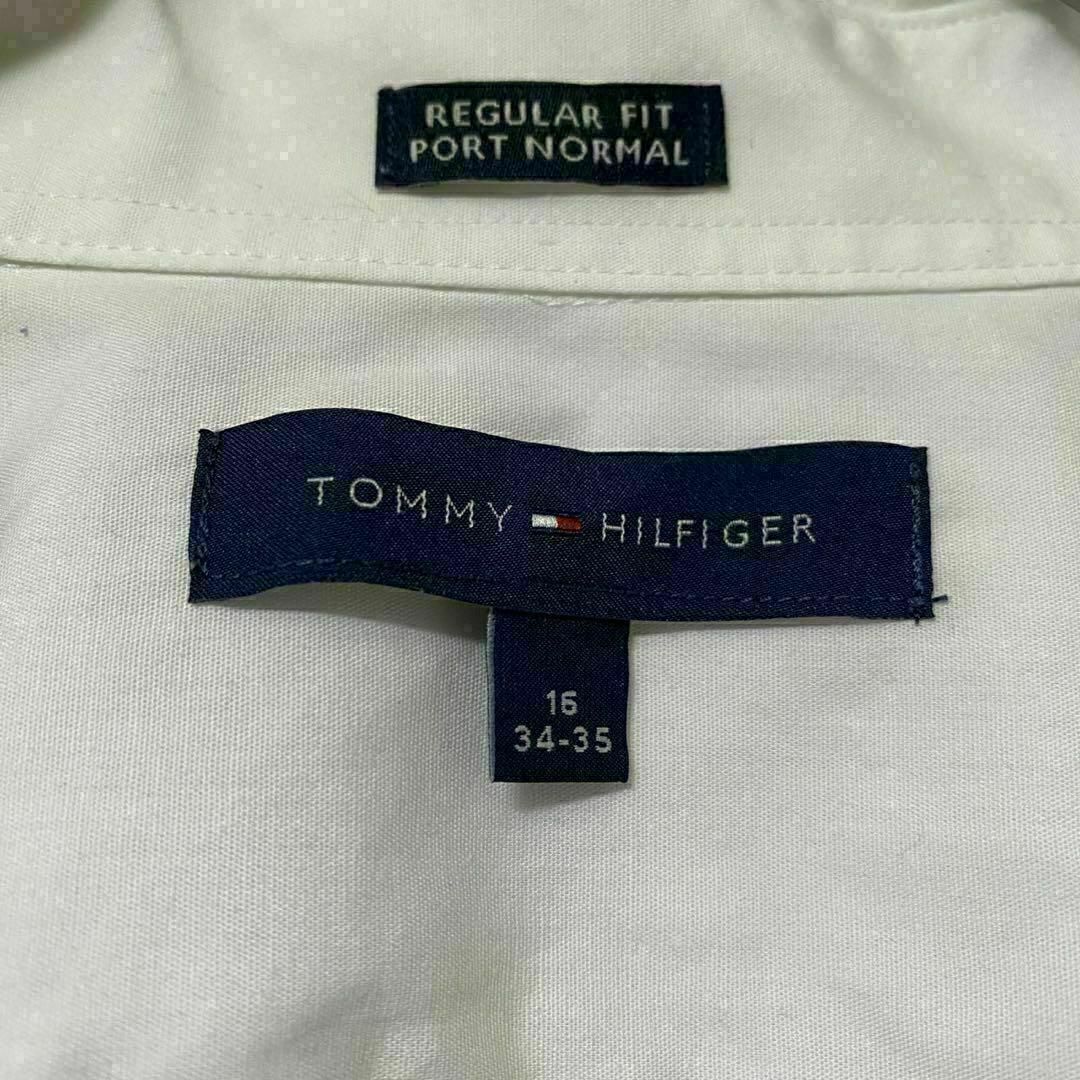 REGULAR FIT
PORT NORMAL
TOMMY HILFIGER
16
34-35